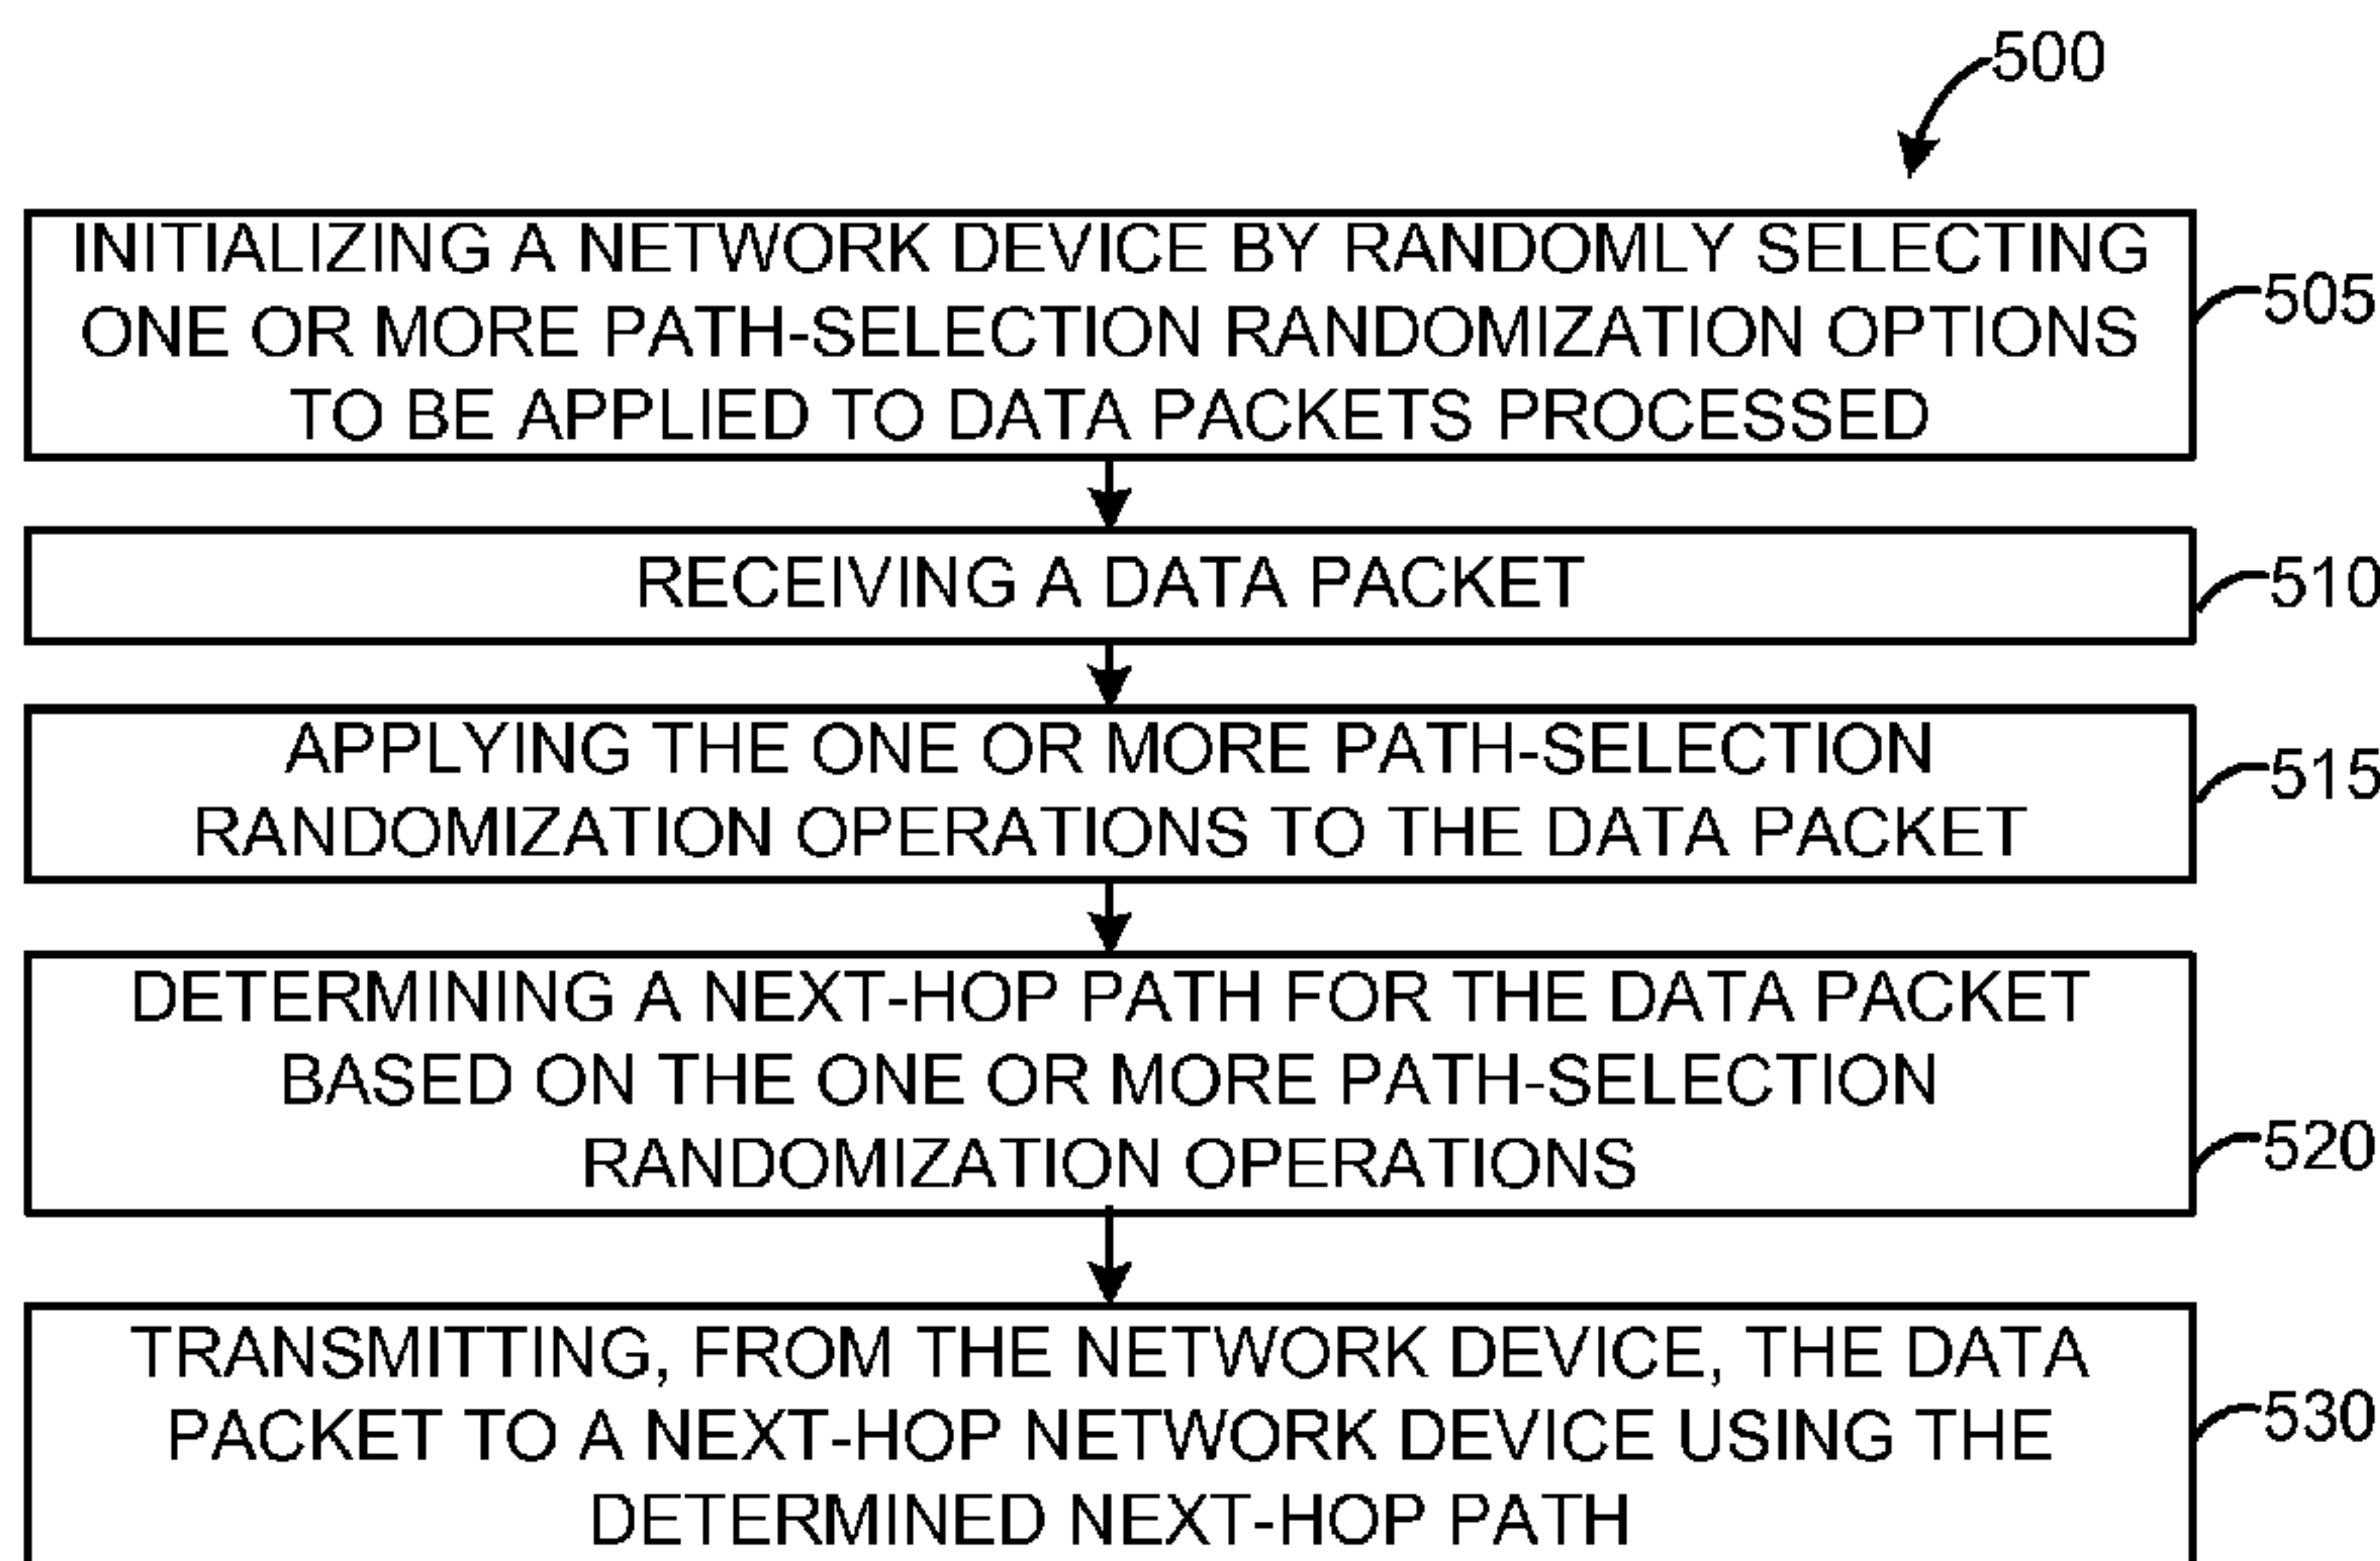 500
INITIALIZING A NETWORK DEVICE BY RANDOMLY SELECTING
ONE OR MORE PATH-SELECTION RANDOMIZATION OPTIONS
TO BE APPLIED TO DATA PACKETS PROCESSED
505
RECEIVING A DATA PACKET
510
APPLYING THE ONE OR MORE PATH-SELECTION
RANDOMIZATION OPERATIONS TO THE DATA PACKET
515
DETERMINING A NEXT-HOP PATH FOR THE DATA PACKET
BASED ON THE ONE OR MORE PATH-SELECTION
RANDOMIZATION OPERATIONS
520
TRANSMITTING, FROM THE NETWORK DEVICE, THE DATA
PACKET TO A NEXT-HOP NETWORK DEVICE USING THE
DETERMINED NEXT-HOP PATH
530